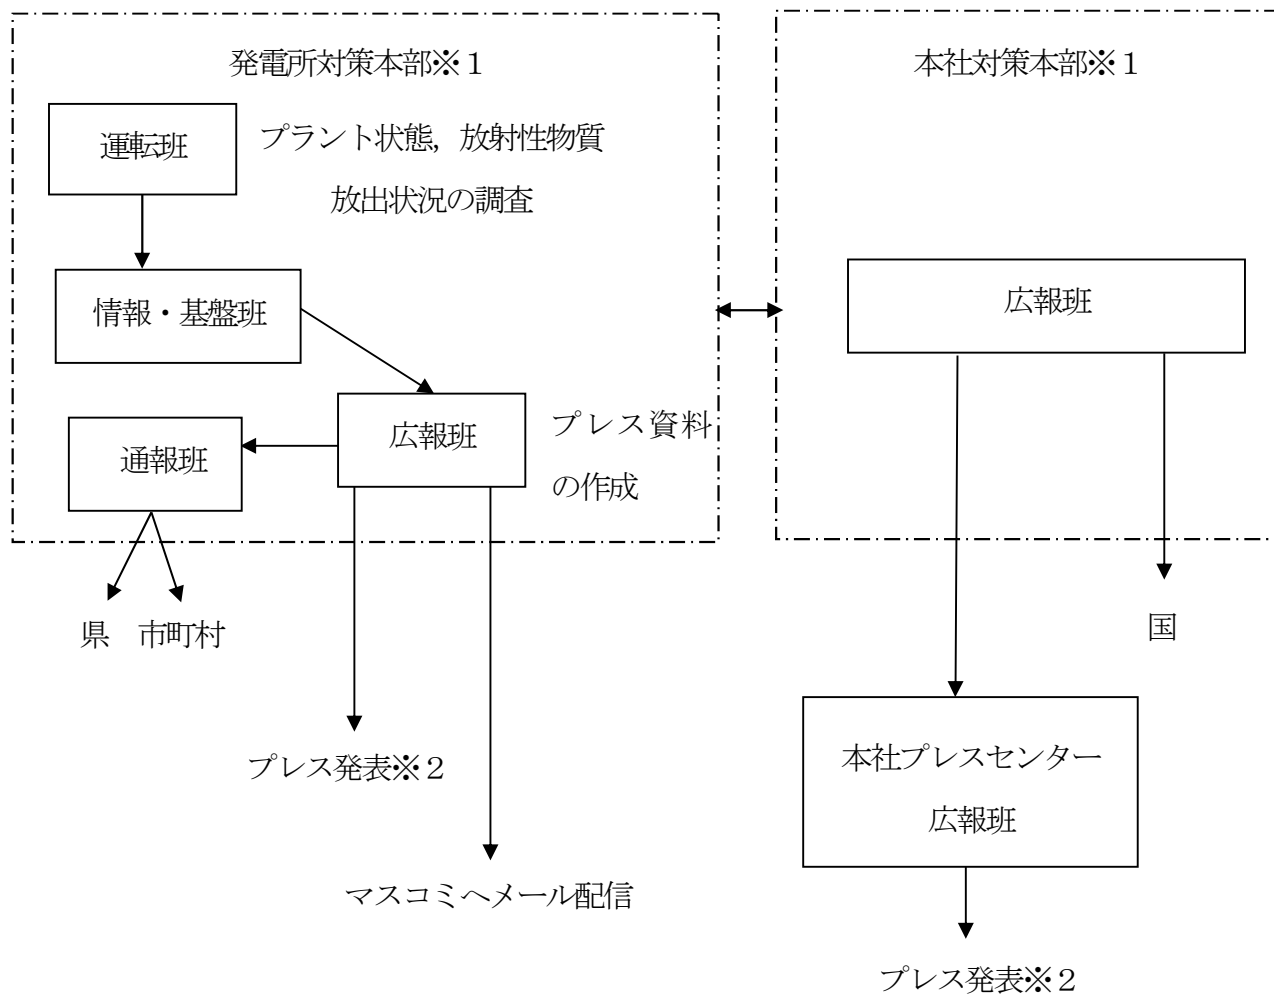 発電所対策本部※１
運転班
プラント状態，放射性物質
放出状況の調査
情報・基盤班
広報班
プレス資料
の作成
通報班
県　市町村
プレス発表※２
マスコミへメール配信
本社対策本部※１
広報班
国
本社プレスセンター
広報班
プレス発表※２